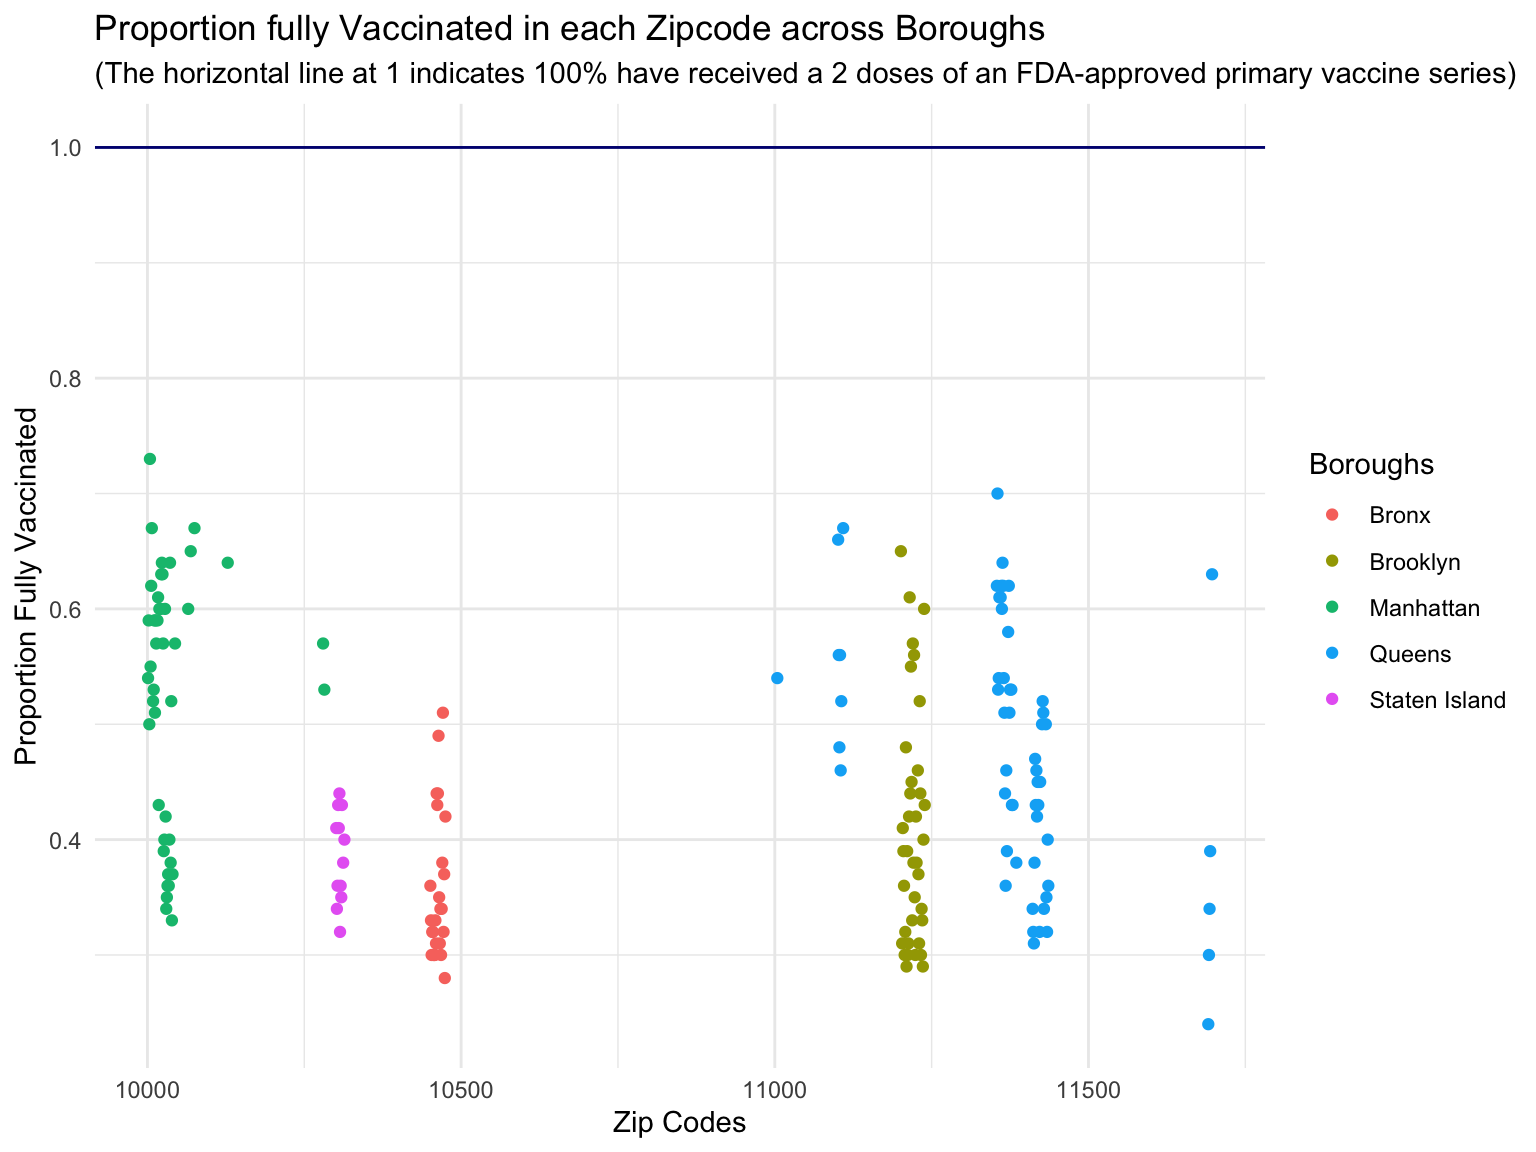 Proportion fully Vaccinated in each Zipcode across Boroughs
(The horizontal line at 1 indicates 100% have received a 2 doses of an FDA-approved primary vaccine series)
Proportion Fully Vaccinated
1.0
0.8
0.6
0.4
10000
10500
11000
11500
Zip Codes
Boroughs
Bronx
Brooklyn
Manhattan
Queens
Staten Island